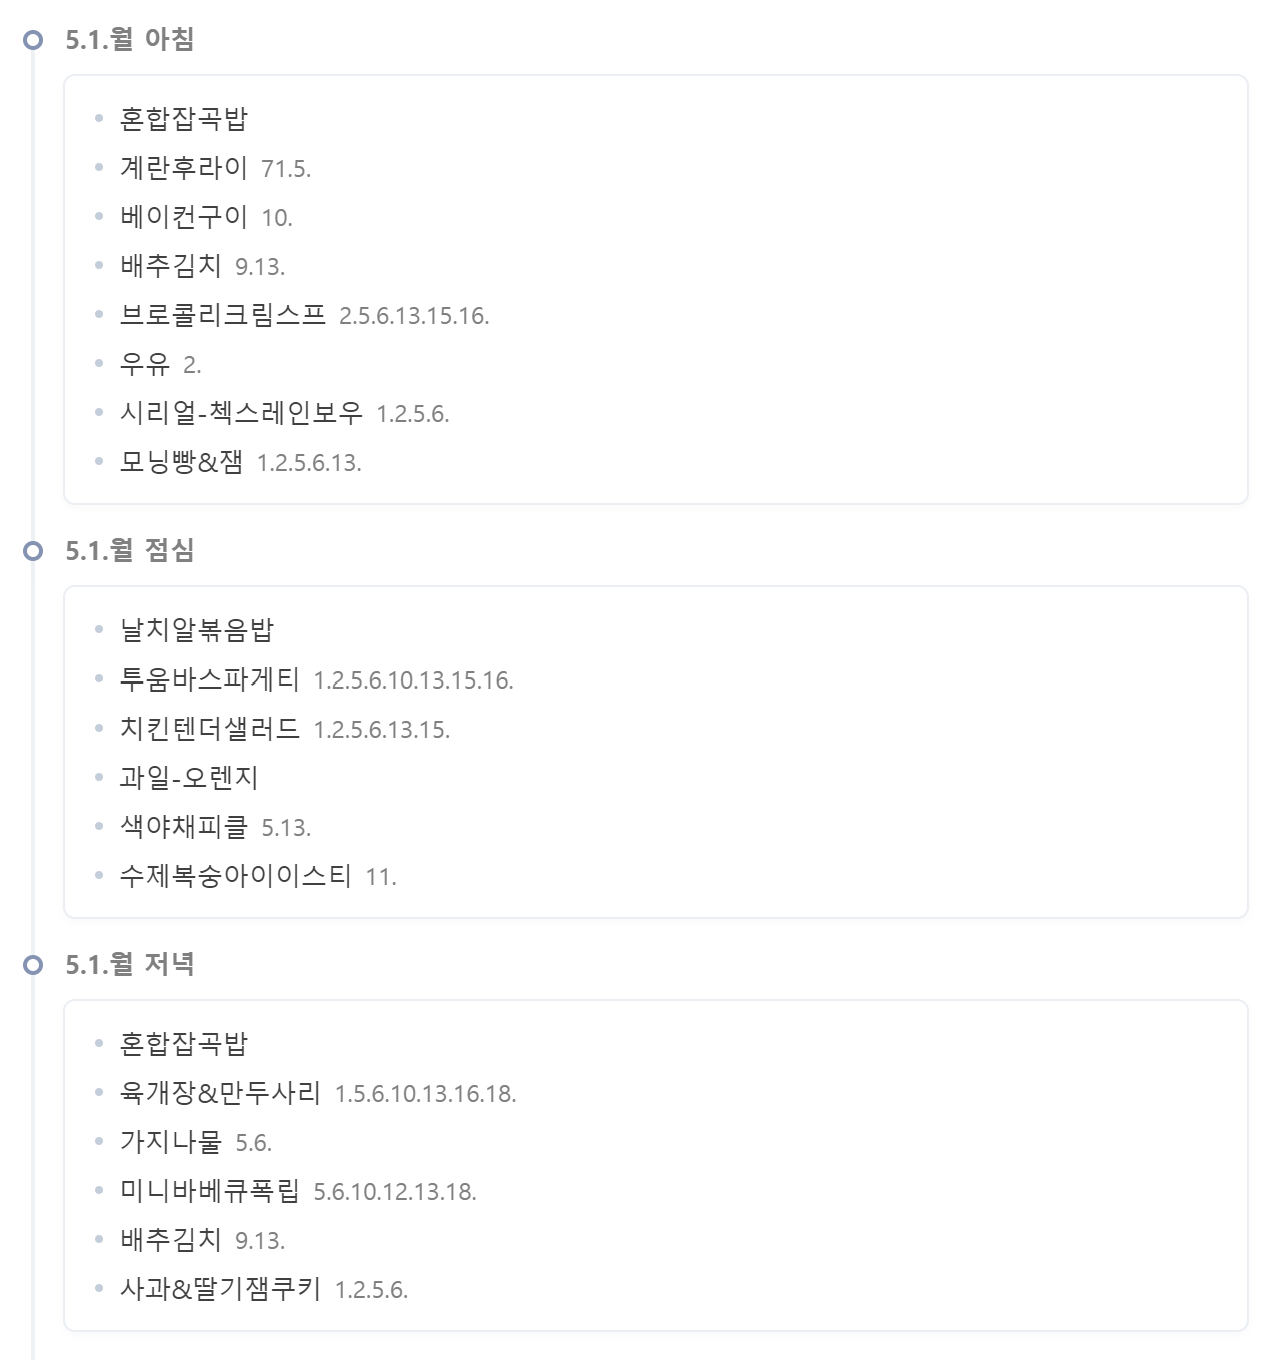 5.1.월 아침
혼합잡곡밥
계란후라이 71.5.
베이컨구이 10.
배추김치 9.13.
브로콜리크림스프 2.5.6.13.15.16.
우유 2.
시리얼-첵스레인보우 1.2.5.6.
모닝빵&잼 1.2.5.6.13.
5.1.월 점심
날치알볶음밥
투움바스파게티 1.2.5.6.10.13.15.16.
치킨텐더샐러드 1.2.5.6.13.15.
과일-오렌지
색야채피클 5.13.
수제복숭아이이스티 11.
5.1.월 저녁
혼합잡곡밥
육개장&만두사리 1.5.6.10.13.16.18.
가지나물 5.6.
미니바베큐폭립 5.6.10.12.13.18.
배추김치 9.13.
사과&딸기잼쿠키 1.2.5.6.